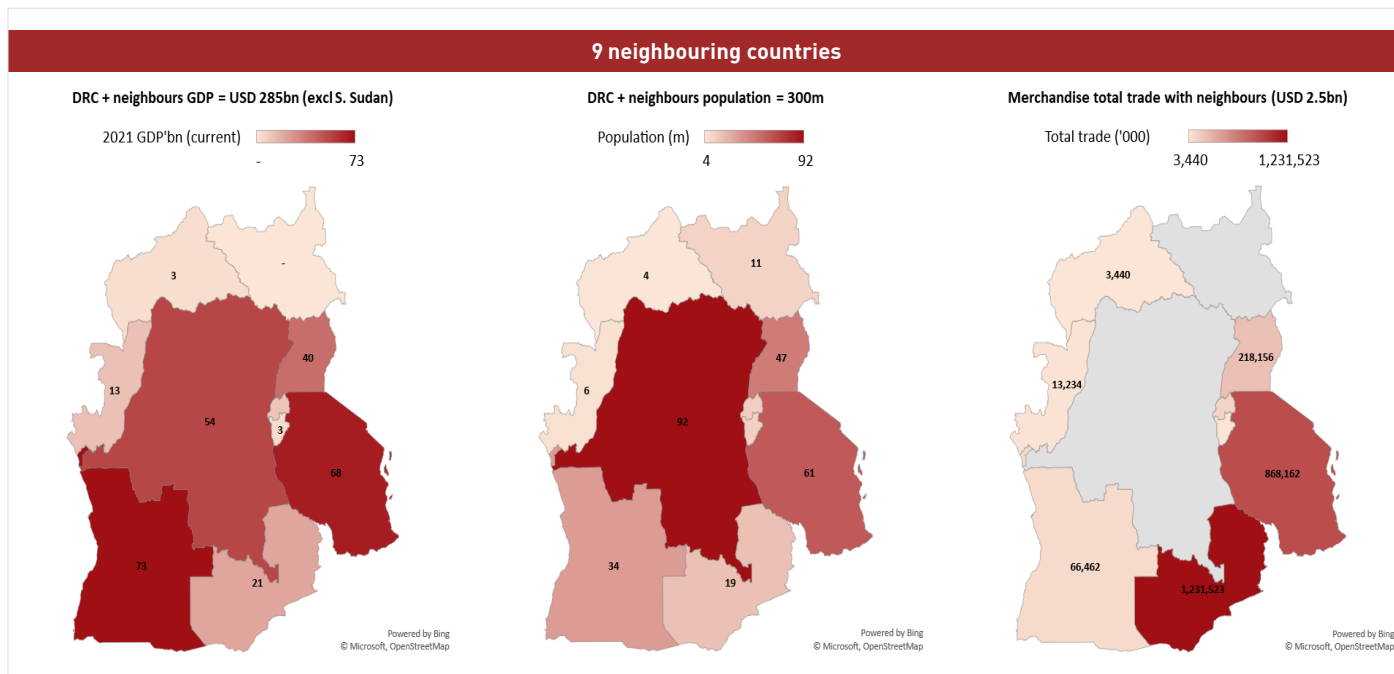 9 neighbouring countries
DRC + neighbours GDP = USD 285bn (excl S. Sudan)
2021 GDP'bn (current)
-
73
3
-
40
13
54
3
68
73
21
Powered by Bing
© Microsoft, OpenStreetMap
DRC + neighbours population = 300m
Population (m)
4
92
4
11
47
6
92
61
34
19
Powered by Bing
© Microsoft, OpenStreetMap
Merchandise total trade with neighbours (USD 2.5bn)
Total trade ('000)
3,440
1,231,523
3,440
218,156
13,234
868,162
66,462
1,231,523
Powered by Bing
© Microsoft, OpenStreetMap